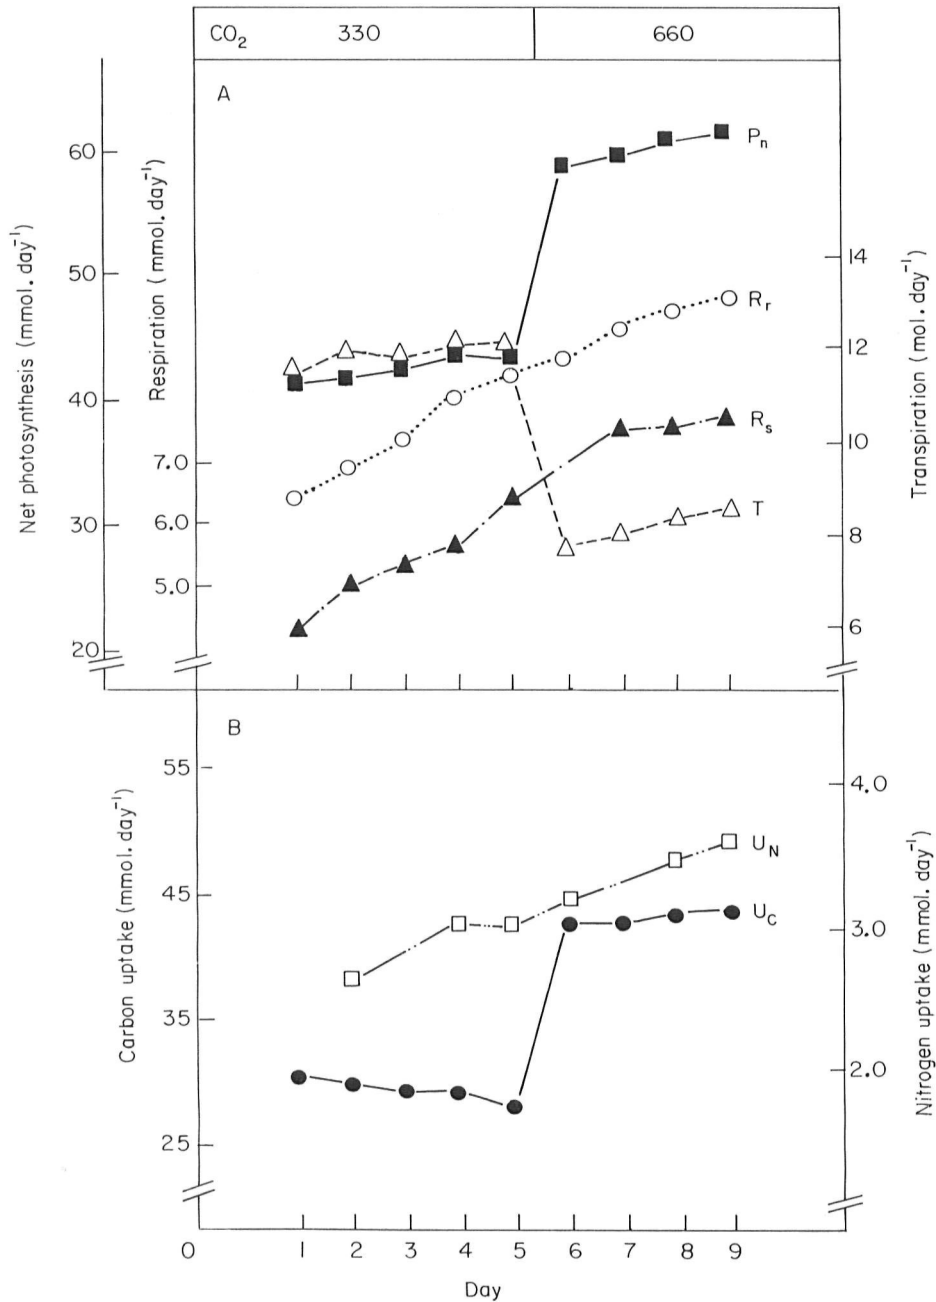 CO₂ 330 660
A
Net photosynthesis (mmol. day⁻¹)
60
50
40
30
20
Respiration (mmol. day⁻¹)
7.0
6.0
5.0
Transpiration (mol. day⁻¹)
14
12
10
8
6
Pₙ
Rᵣ
Rₛ
T
B
Carbon uptake (mmol. day⁻¹)
55
45
35
25
Nitrogen uptake (mmol. day⁻¹)
4.0
3.0
2.0
U_N
U_C
0 1 2 3 4 5 6 7 8 9
Day